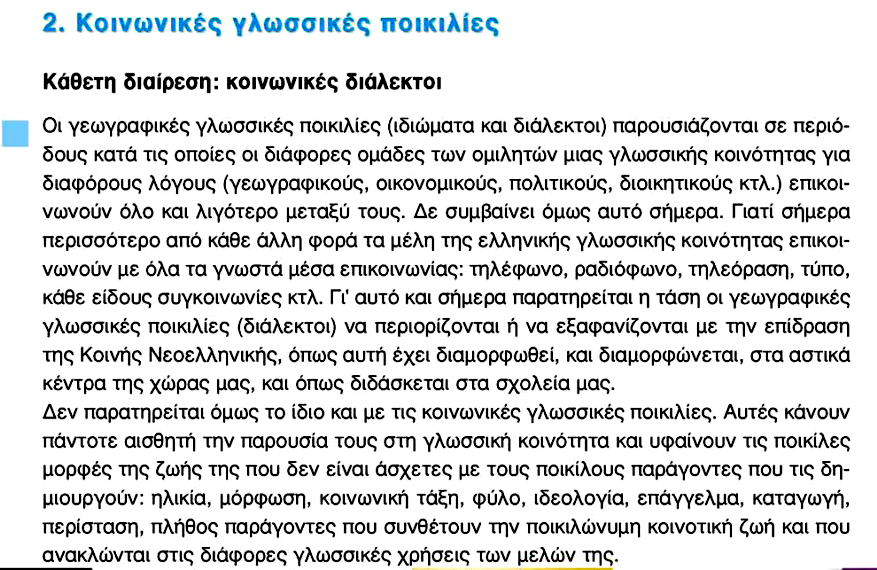 2. Κοινωνικές γλωσσικές ποικιλίες
Κάθετη διαίρεση: κοινωνικές διάλεκτοι
Οι γεωγραφικές γλωσσικές ποικιλίες (ιδιώματα και διάλεκτοι) παρουσιάζονται σε περιό-
δους κατά τις οποίες οι διάφορες ομάδες των ομιλητών μιας γλωσσικής κοινότητας για
διαφόρους λόγους (γεωγραφικούς, οικονομικούς, πολιτικούς, διοικητικούς κτλ.) επικοι-
νωνούν όλο και λιγότερο μεταξύ τους. Δε συμβαίνει όμως αυτό σήμερα. Γιατί σήμερα
περισσότερο από κάθε άλλη φορά τα μέλη της ελληνικής γλωσσικής κοινότητας επικοι-
νωνούν με όλα τα γνωστά μέσα επικοινωνίας: τηλέφωνο, ραδιόφωνο, τηλεόραση, τύπο,
κάθε είδους συγκοινωνίες κτλ. Γι' αυτό και σήμερα παρατηρείται η τάση οι γεωγραφικές
γλωσσικές ποικιλίες (διάλεκτοι) να περιορίζονται ή να εξαφανίζονται με την επίδραση
της Κοινής Νεοελληνικής, όπως αυτή έχει διαμορφωθεί, και διαμορφώνεται, στα αστικά
κέντρα της χώρας μας, και όπως διδάσκεται στα σχολεία μας.
Δεν παρατηρείται όμως το ίδιο και με τις κοινωνικές γλωσσικές ποικιλίες. Αυτές κάνουν
πάντοτε αισθητή την παρουσία τους στη γλωσσική κοινότητα και υφαίνουν τις ποικίλες
μορφές της ζωής της που δεν είναι άσχετες με τους ποικίλους παράγοντες που τις δη-
μιουργούν: ηλικία, μόρφωση, κοινωνική τάξη, φύλο, ιδεολογία, επάγγελμα, καταγωγή,
περίσταση, πλήθος παράγοντες που συνθέτουν την ποικιλώνυμη κοινοτική ζωή και που
ανακλώνται στις διάφορες γλωσσικές χρήσεις των μελών της.